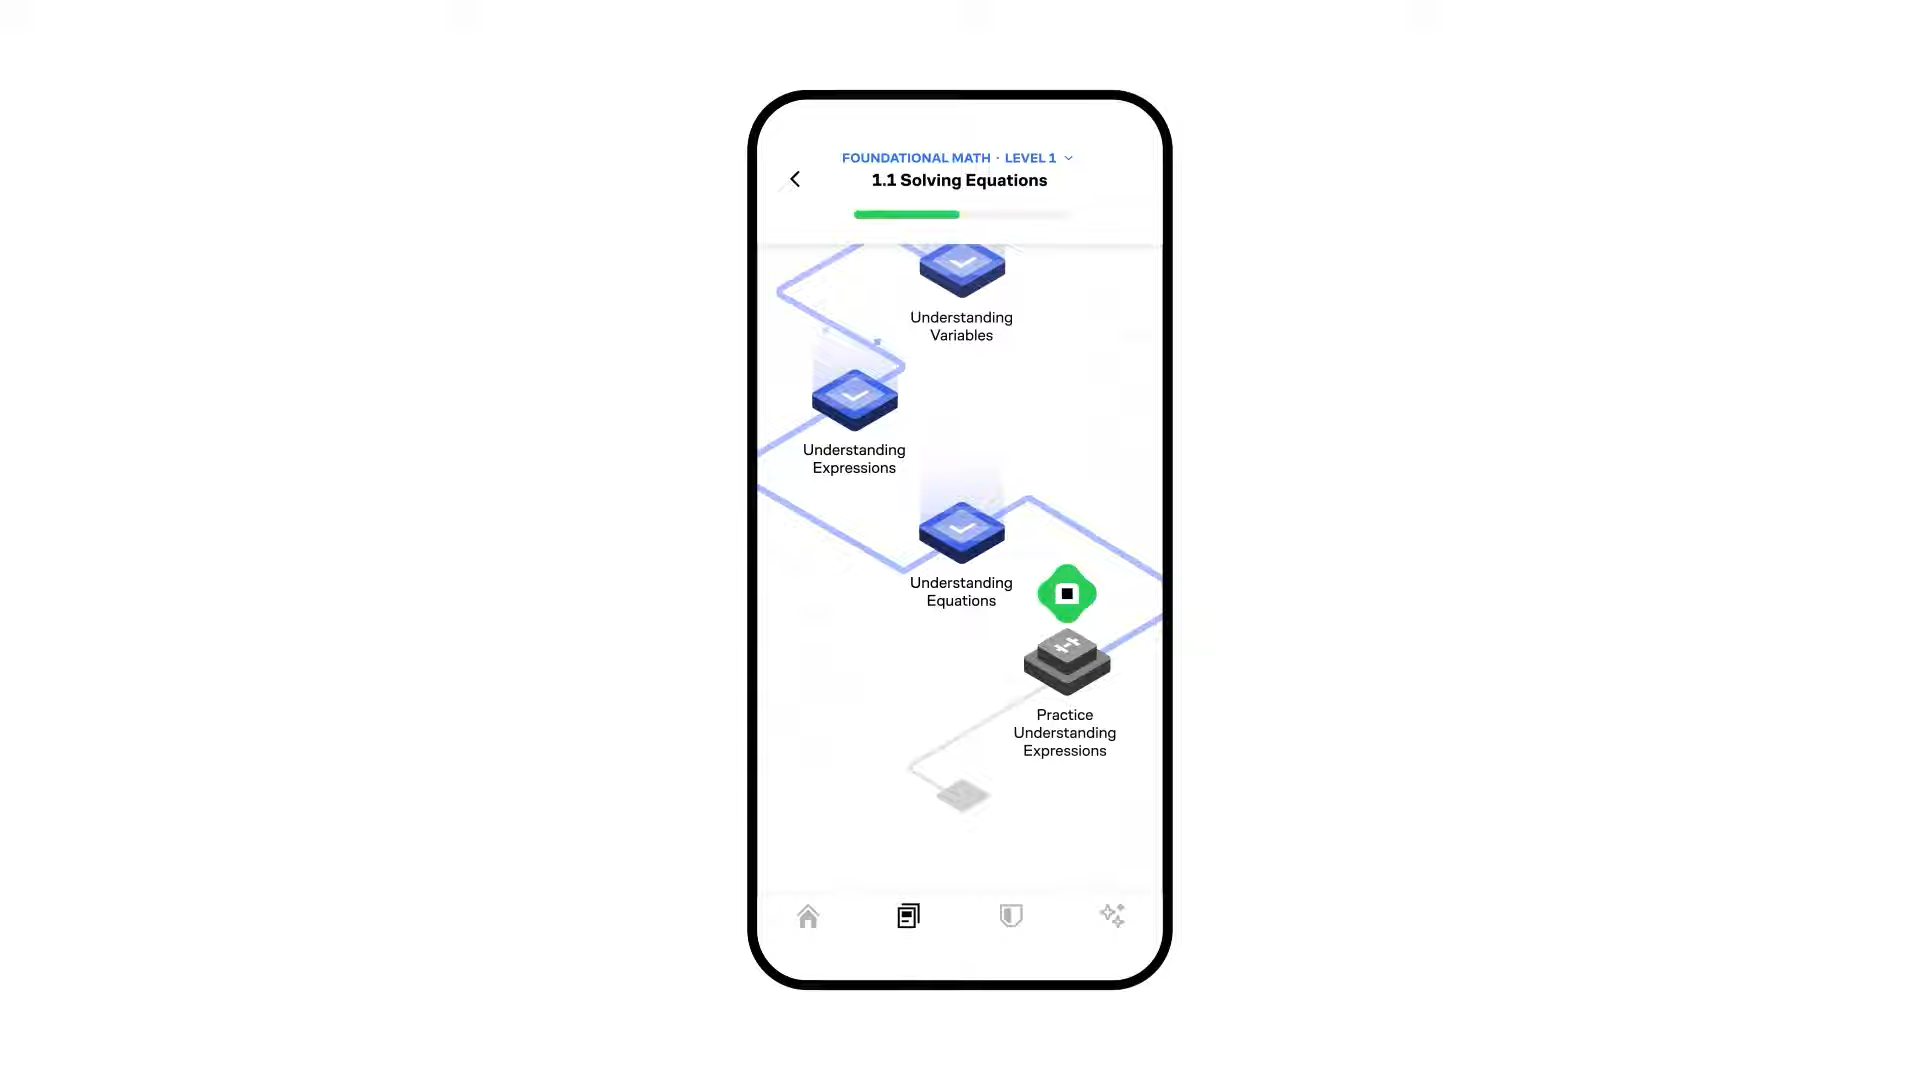 FOUNDATIONAL MATH · LEVEL 1
1.1 Solving Equations
Understanding
Variables
Understanding
Expressions
Understanding
Equations
Practice
Understanding
Expressions